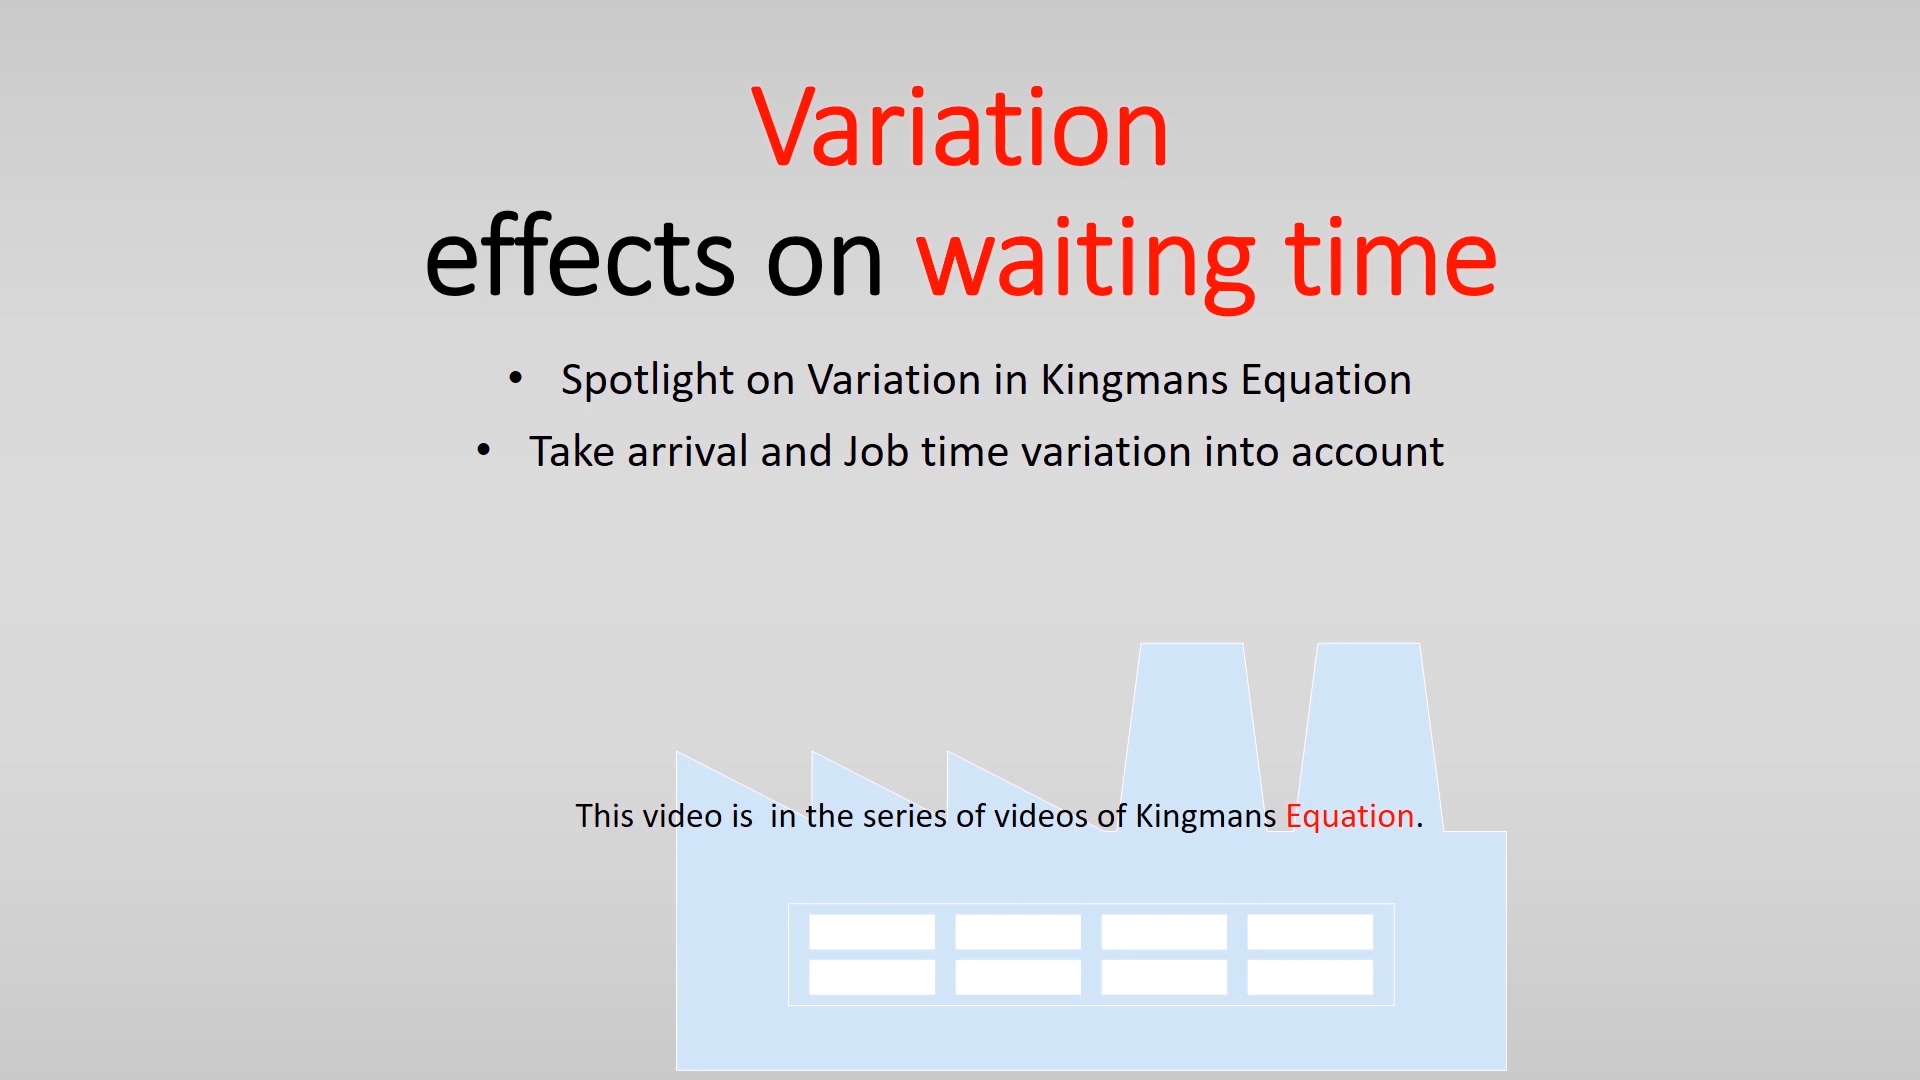 Variation
effects on waiting time
• Spotlight on Variation in Kingmans Equation
• Take arrival and Job time variation into account
This video is  in the series of videos of Kingmans Equation.